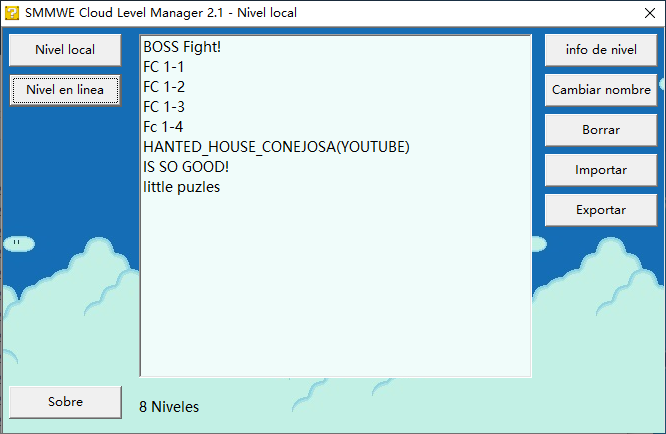 SMMWE Cloud Level Manager 2.1 - Nivel local
Nivel local
Nivel en linea
BOSS Fight!
FC 1-1
FC 1-2
FC 1-3
Fc 1-4
HANTED_HOUSE_CONEJOSA(YOUTUBE)
IS SO GOOD!
little puzles
info de nivel
Cambiar nombre
Borrar
Importar
Exportar
Sobre
8 Niveles